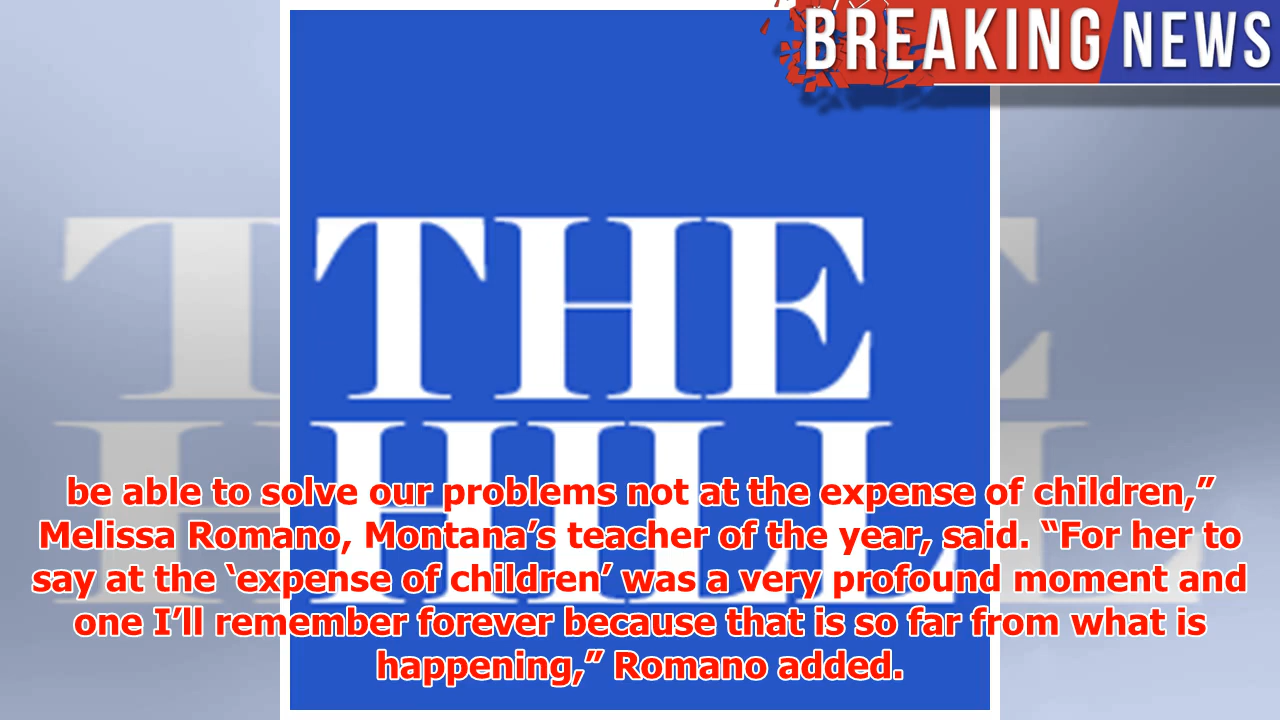 BREAKING NEWS
THE
HILL
be able to solve our problems not at the expense of children,”
Melissa Romano, Montana’s teacher of the year, said. “For her to
say at the ‘expense of children’ was a very profound moment and
one I’ll remember forever because that is so far from what is
happening,” Romano added.